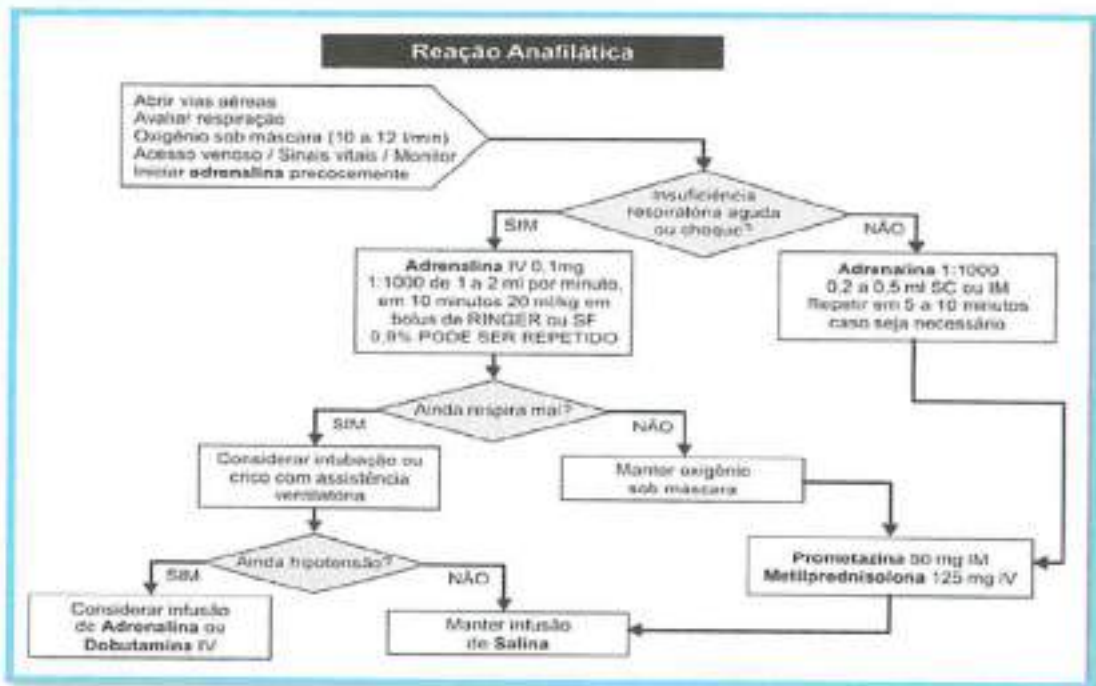 Reação Anafilática
Abrir vias aéreas
Avaliar respiração
Oxigênio sob máscara (10 a 12 l/min)
Acesso venoso / Sinais vitais / Monitor
Iniciar adrenalina precocemente
Insuficiência
respiratória aguda
ou choque?
SIM
NÃO
Adrenalina IV 0,1mg
1:1000 de 1 a 2 ml por minuto,
em 10 minutos 20 ml/kg em
bolus de RINGER ou SF
0,9% PODE SER REPETIDO
Adrenalina 1:1000
0,2 a 0,5 ml SC ou IM
Repetir em 5 a 10 minutos
caso seja necessário
Ainda respira mal?
SIM
NÃO
Considerar intubação ou
crico com assistência
ventilatória
Manter oxigênio
sob máscara
Ainda hipotensão?
SIM
NÃO
Prometazina 50 mg IM
Metilprednisolona 125 mg IV
Considerar infusão
de Adrenalina ou
Dobutamina IV
Manter infusão
de Salina